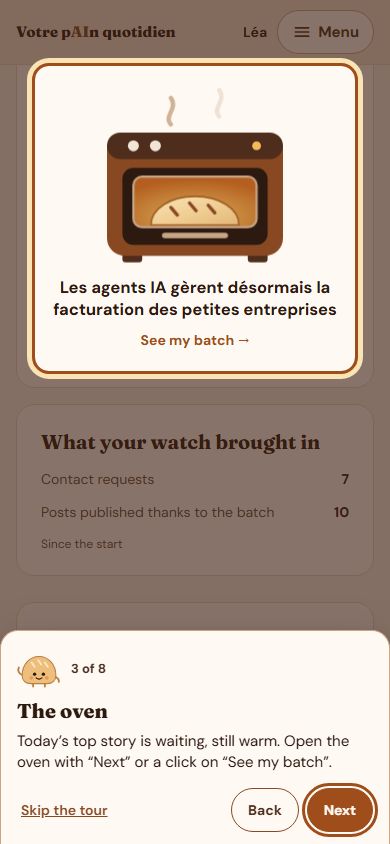 Votre pAIn quotidien
Léa
Menu
Les agents IA gèrent désormais la
facturation des petites entreprises
See my batch →
What your watch brought in
Contact requests 7
Posts published thanks to the batch 10
Since the start
3 of 8
The oven
Today’s top story is waiting, still warm. Open the
oven with “Next” or a click on “See my batch”.
Skip the tour
Back
Next